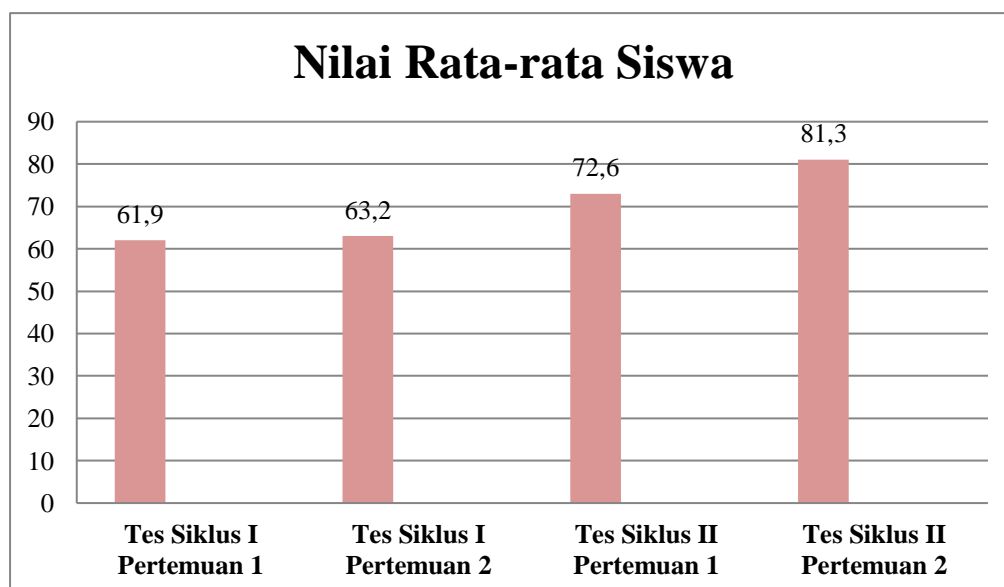 Nilai Rata-rata Siswa
90
80
70
60
50
40
30
20
10
0
61,9
63,2
72,6
81,3
Tes Siklus I
Pertemuan 1
Tes Siklus I
Pertemuan 2
Tes Siklus II
Pertemuan 1
Tes Siklus II
Pertemuan 2